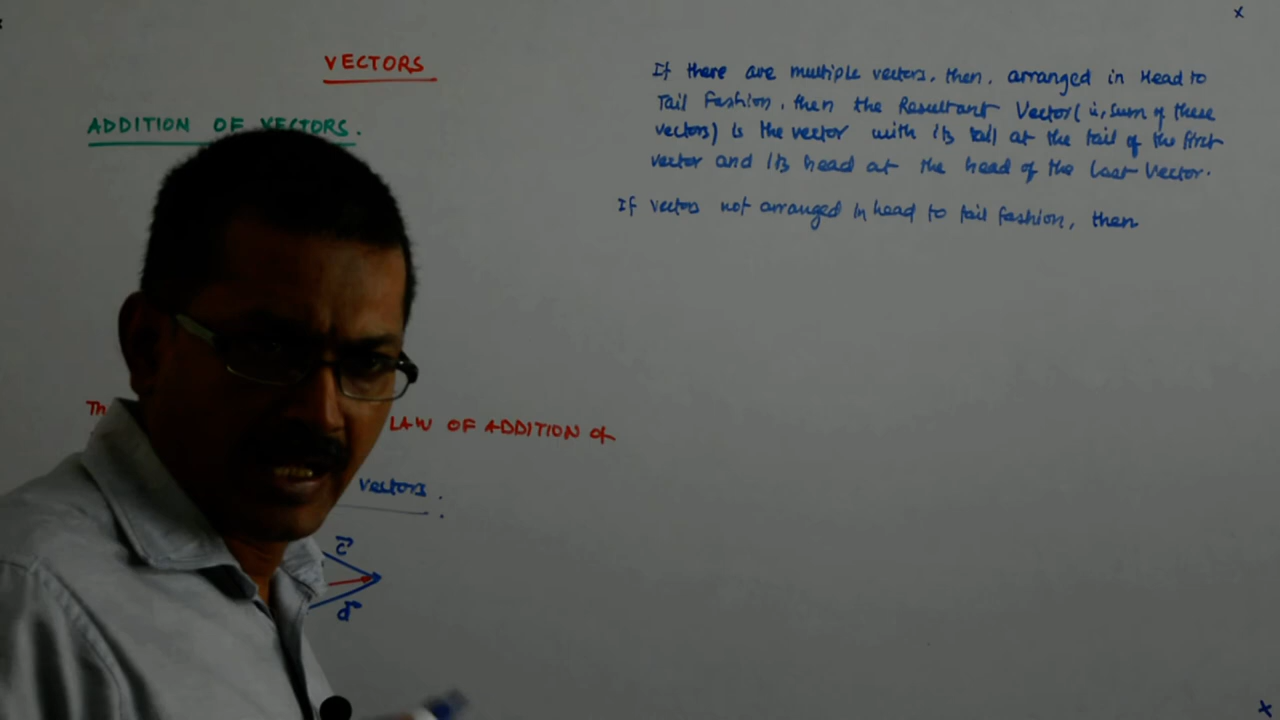 VECTORS
ADDITION OF VECTORS.
If there are multiple vectors, then, arranged in Head to
Tail Fashion, then the Resultant Vector (ie, sum of these
vectors) is the vector with its tail at the tail of the first
vector and its head at the head of the last vector.
If vectors not arranged in head to tail fashion, then
Th
LAW OF ADDITION OF
Vectors :
c
d